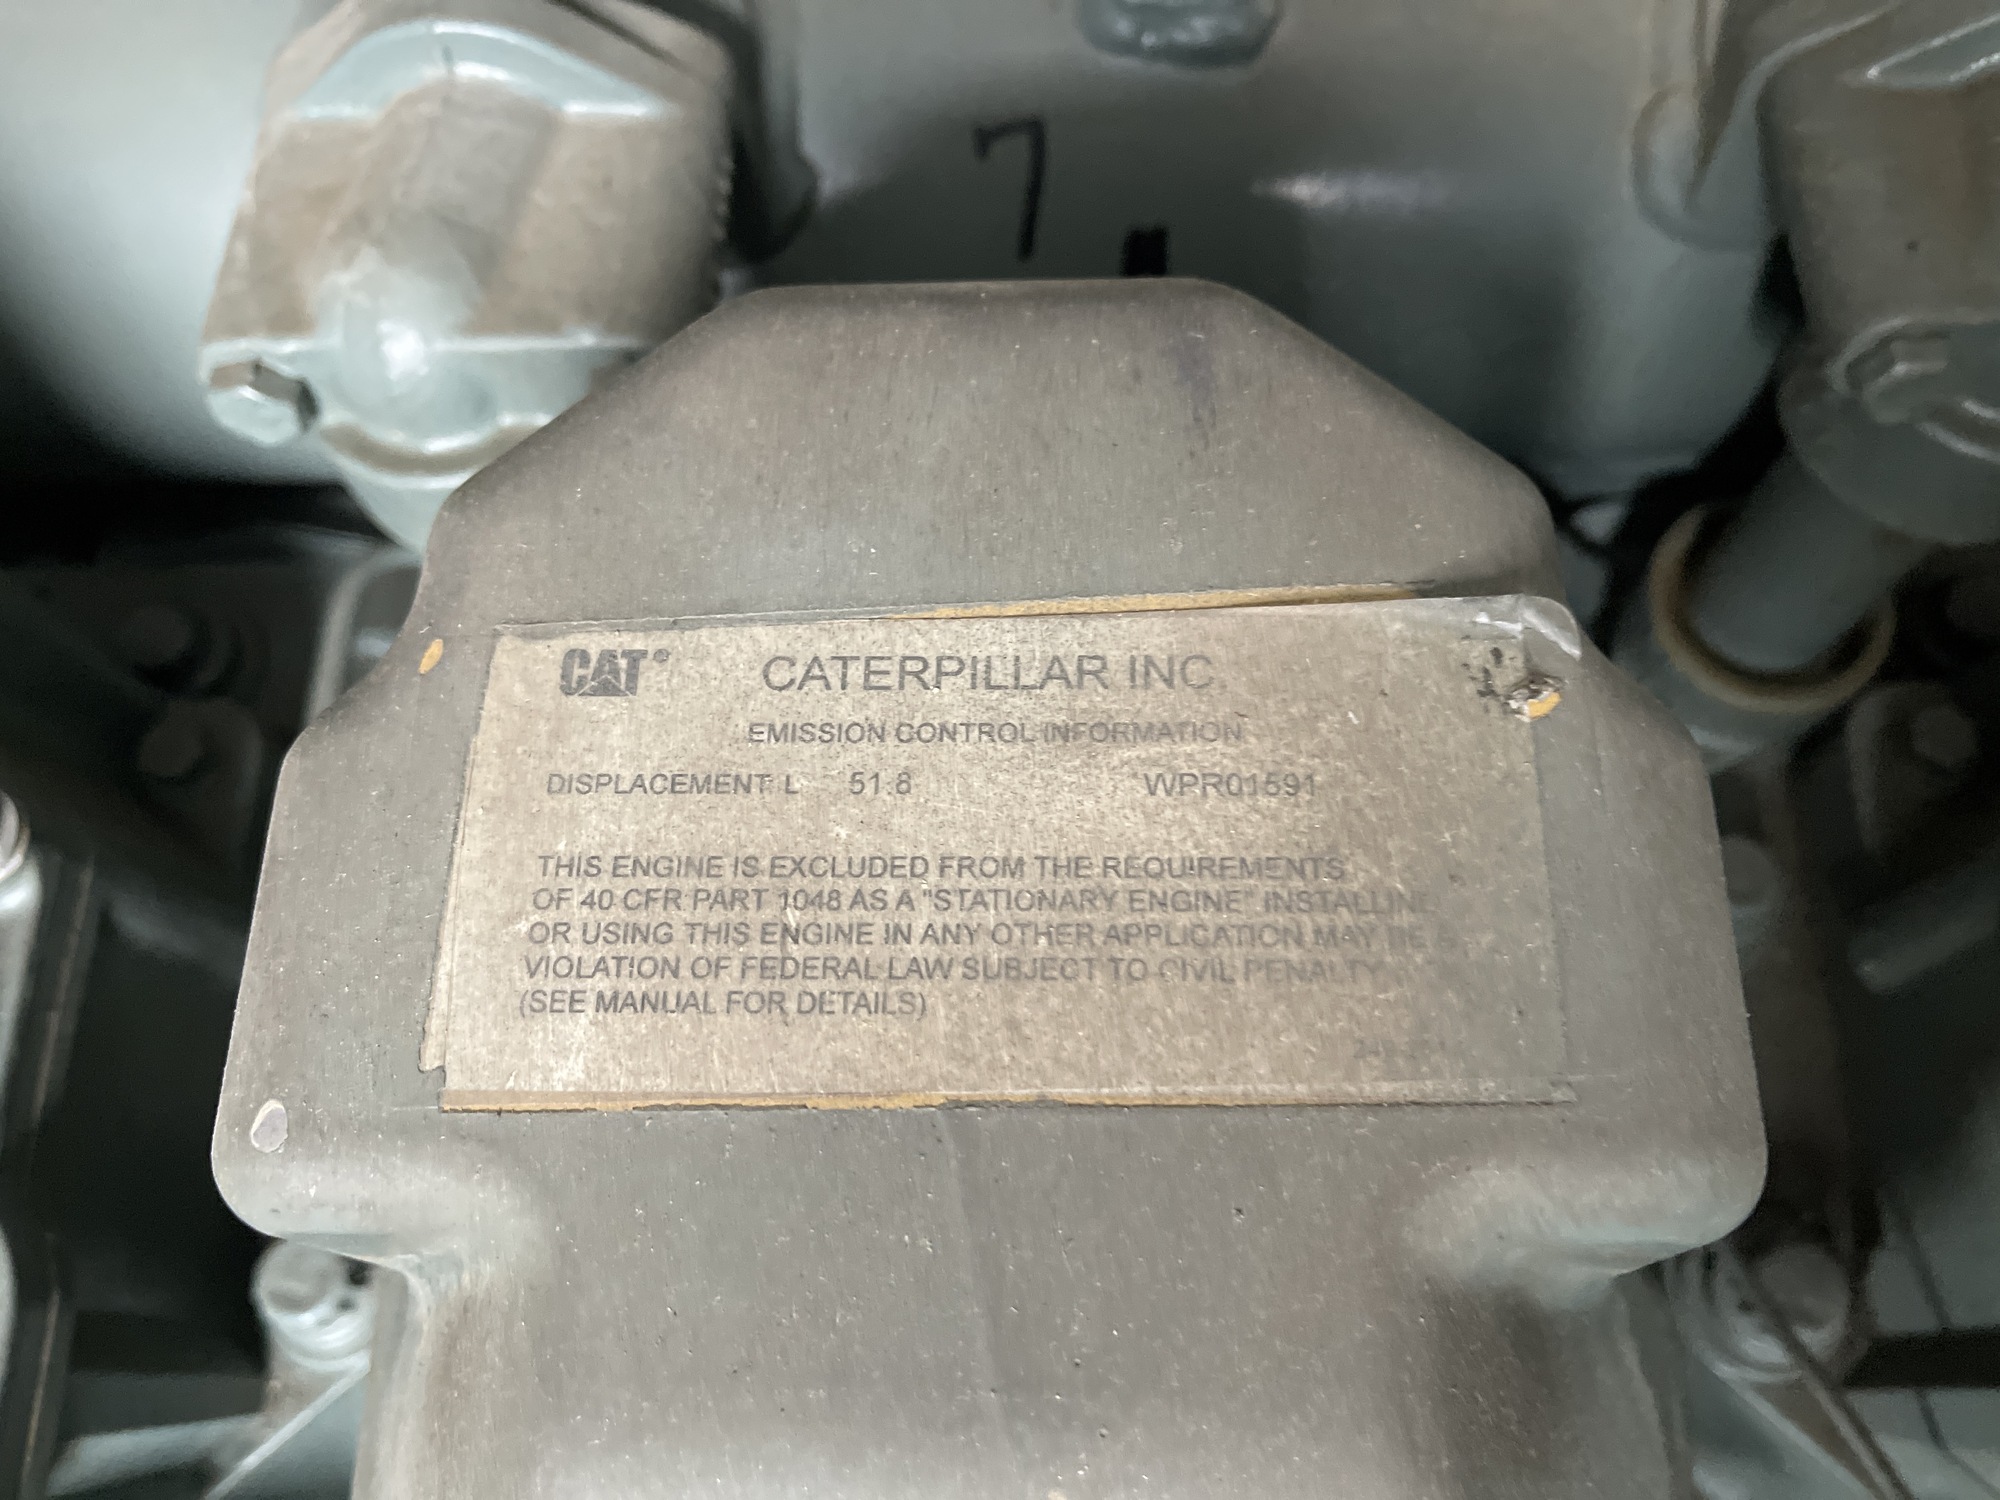 7
CAT® CATERPILLAR INC.
EMISSION CONTROL INFORMATION
DISPLACEMENT L 51.8 WPR01591
THIS ENGINE IS EXCLUDED FROM THE REQUIREMENTS
OF 40 CFR PART 1048 AS A "STATIONARY ENGINE" INSTALLING
OR USING THIS ENGINE IN ANY OTHER APPLICATION MAY BE A
VIOLATION OF FEDERAL LAW SUBJECT TO CIVIL PENALTY
(SEE MANUAL FOR DETAILS)